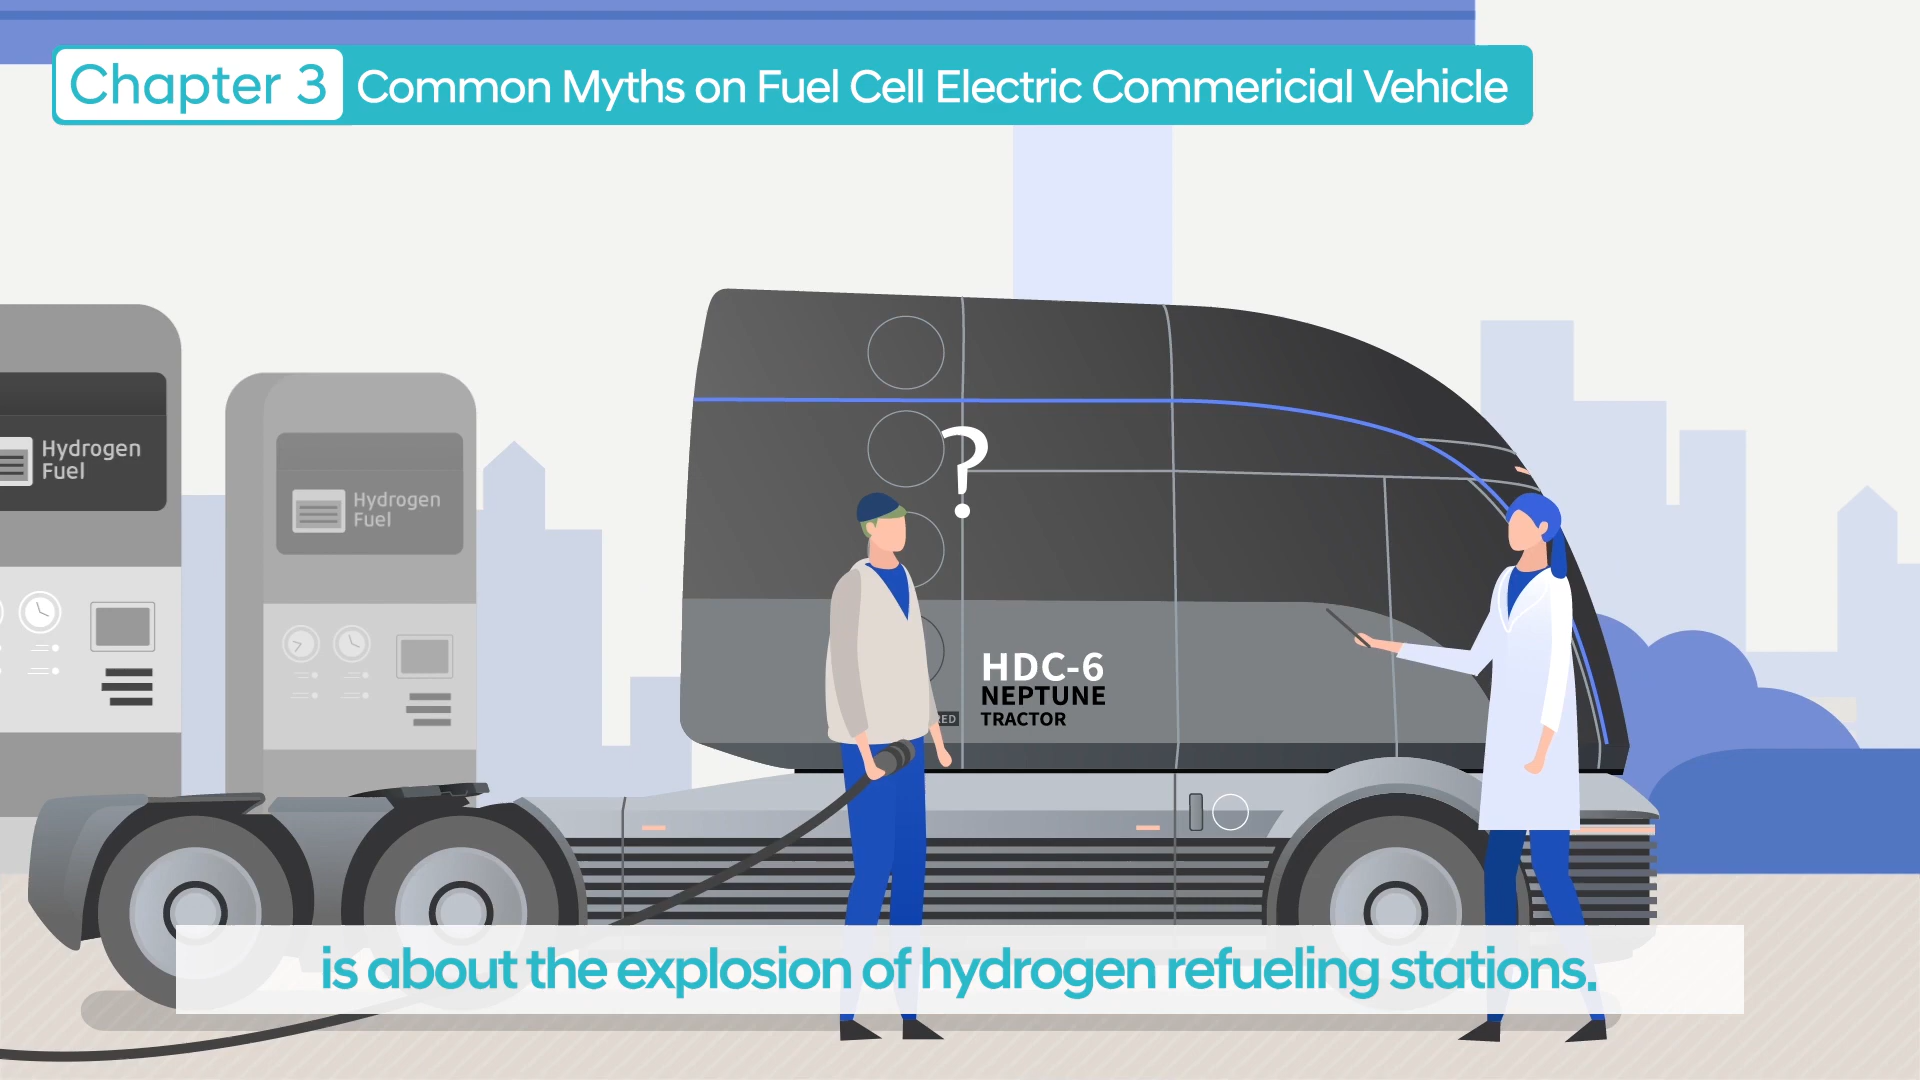 Chapter 3 Common Myths on Fuel Cell Electric Commericial Vehicle
Hydrogen
Fuel
Hydrogen
Fuel
HDC-6
NEPTUNE
TRACTOR
is about the explosion of hydrogen refueling stations.